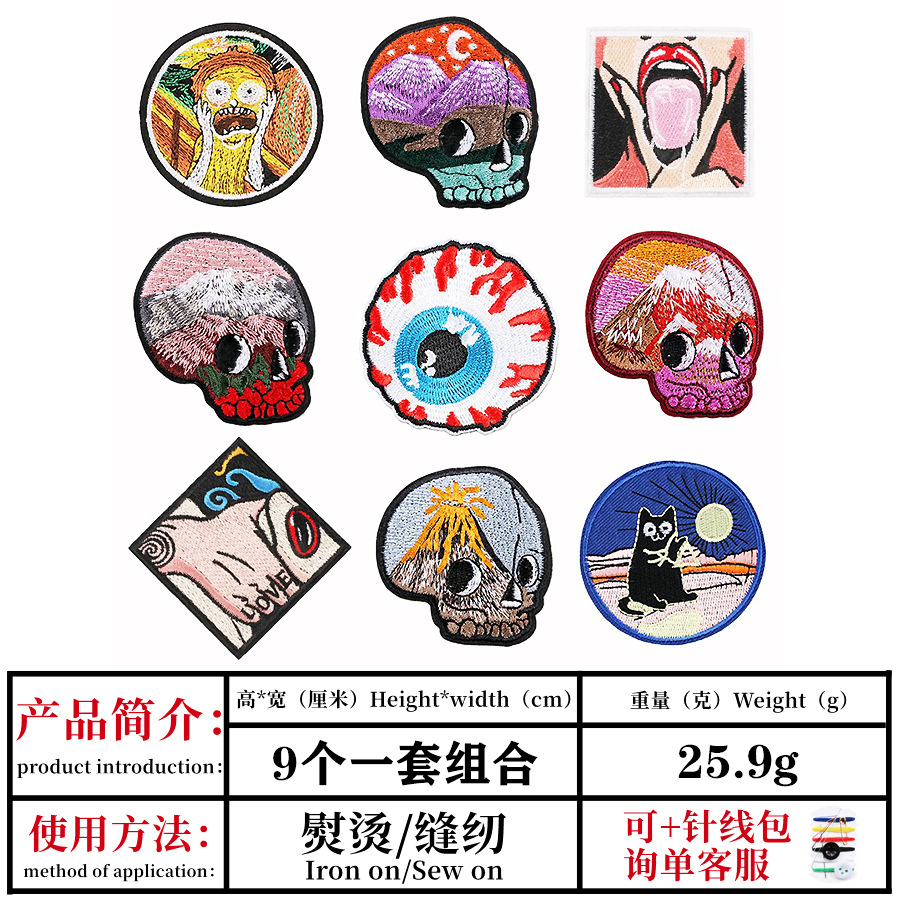 LOVE
产品简介：
product introduction：
高*宽（厘米）Height*width（cm）
重量（克）Weight（g）
9个一套组合
25.9g
使用方法：
method of application：
熨烫/缝纫
Iron on/Sew on
可+针线包
询单客服